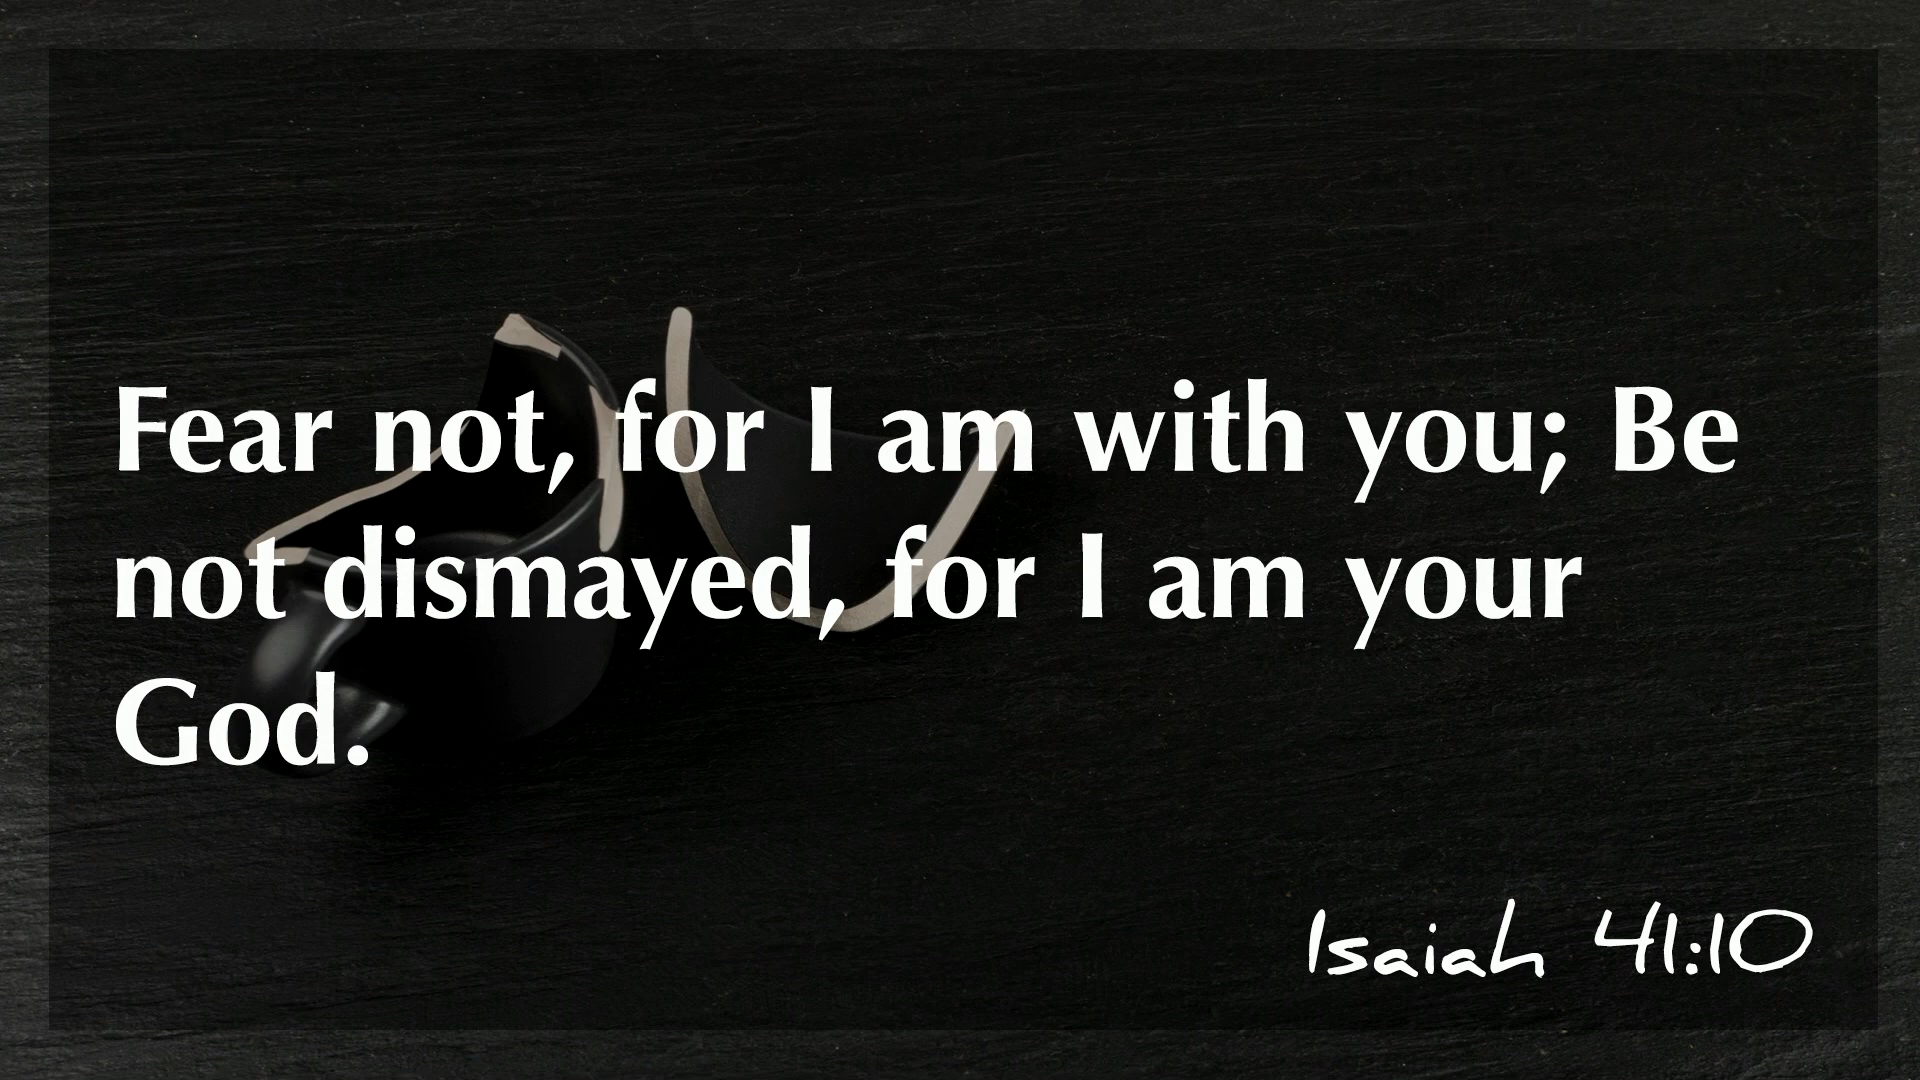 Fear not, for I am with you; Be
not dismayed, for I am your
God.
Isaiah 41:10